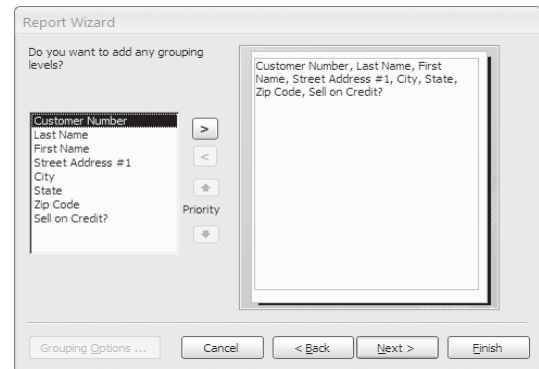 Report Wizard
Do you want to add any grouping
levels?
Customer Number
Last Name
First Name
Street Address #1
City
State
Zip Code
Sell on Credit?
>
<
Priority
Customer Number, Last Name, First
Name, Street Address #1, City, State,
Zip Code, Sell on Credit?
Grouping Options ...
Cancel
< Back
Next >
Finish